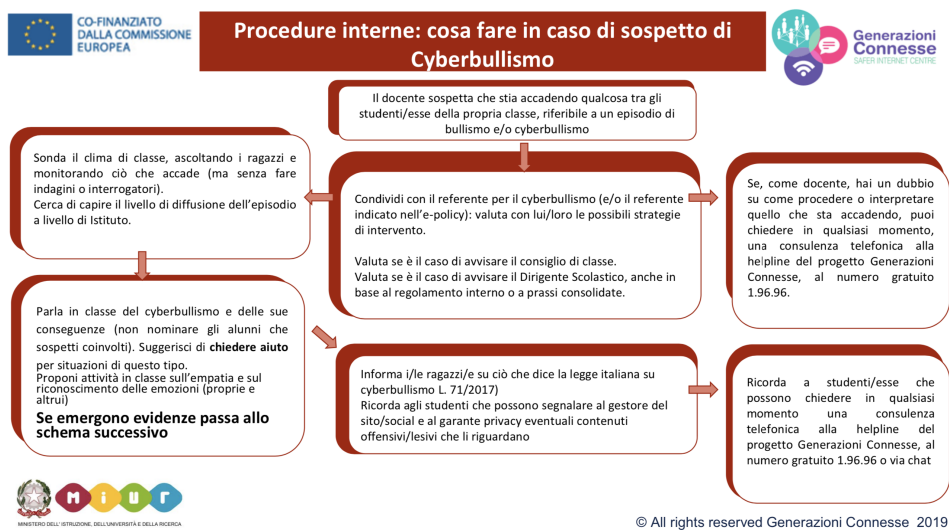 CO-FINANZIATO
DALLA COMMISSIONE
EUROPEA
Procedure interne: cosa fare in caso di sospetto di
Cyberbullismo
Generazioni
Connesse
SAFER INTERNET CENTRE
Il docente sospetta che stia accadendo qualcosa tra gli
studenti/esse della propria classe, riferibile a un episodio di
bullismo e/o cyberbullismo
Sonda il clima di classe, ascoltando i ragazzi e
monitorando ciò che accade (ma senza fare
indagini o interrogatori).
Cerca di capire il livello di diffusione dell'episodio
a livello di Istituto.
Condividi con il referente per il cyberbullismo (e/o il referente
indicato nell'e-policy): valuta con lui/loro le possibili strategie
di intervento.
Valuta se è il caso di avvisare il consiglio di classe.
Valuta se è il caso di avvisare il Dirigente Scolastico, anche in
base al regolamento interno o a prassi consolidate.
Se, come docente, hai un dubbio
su come procedere o interpretare
quello che sta accadendo, puoi
chiedere in qualsiasi momento,
una consulenza telefonica alla
helpline del progetto Generazioni
Connesse, al numero gratuito
1.96.96.
Parla in classe del cyberbullismo e delle sue
conseguenze (non nominare gli alunni che
sospetti coinvolti). Suggerisci di chiedere aiuto
per situazioni di questo tipo.
Proponi attività in classe sull'empatia e sul
riconoscimento delle emozioni (proprie e
altrui)
Se emergono evidenze passa allo
schema successivo
Informa i/le ragazzi/e su ciò che dice la legge italiana su
cyberbullismo L. 71/2017)
Ricorda agli studenti che possono segnalare al gestore del
sito/social e al garante privacy eventuali contenuti
offensivi/lesivi che li riguardano
Ricorda a studenti/esse che
possono chiedere in qualsiasi
momento una consulenza
telefonica alla helpline del
progetto Generazioni Connesse, al
numero gratuito 1.96.96 o via chat
miur
MINISTERO DELL' ISTRUZIONE, DELL'UNIVERSITÀ E DELLA RICERCA
© All rights reserved Generazioni Connesse 2019